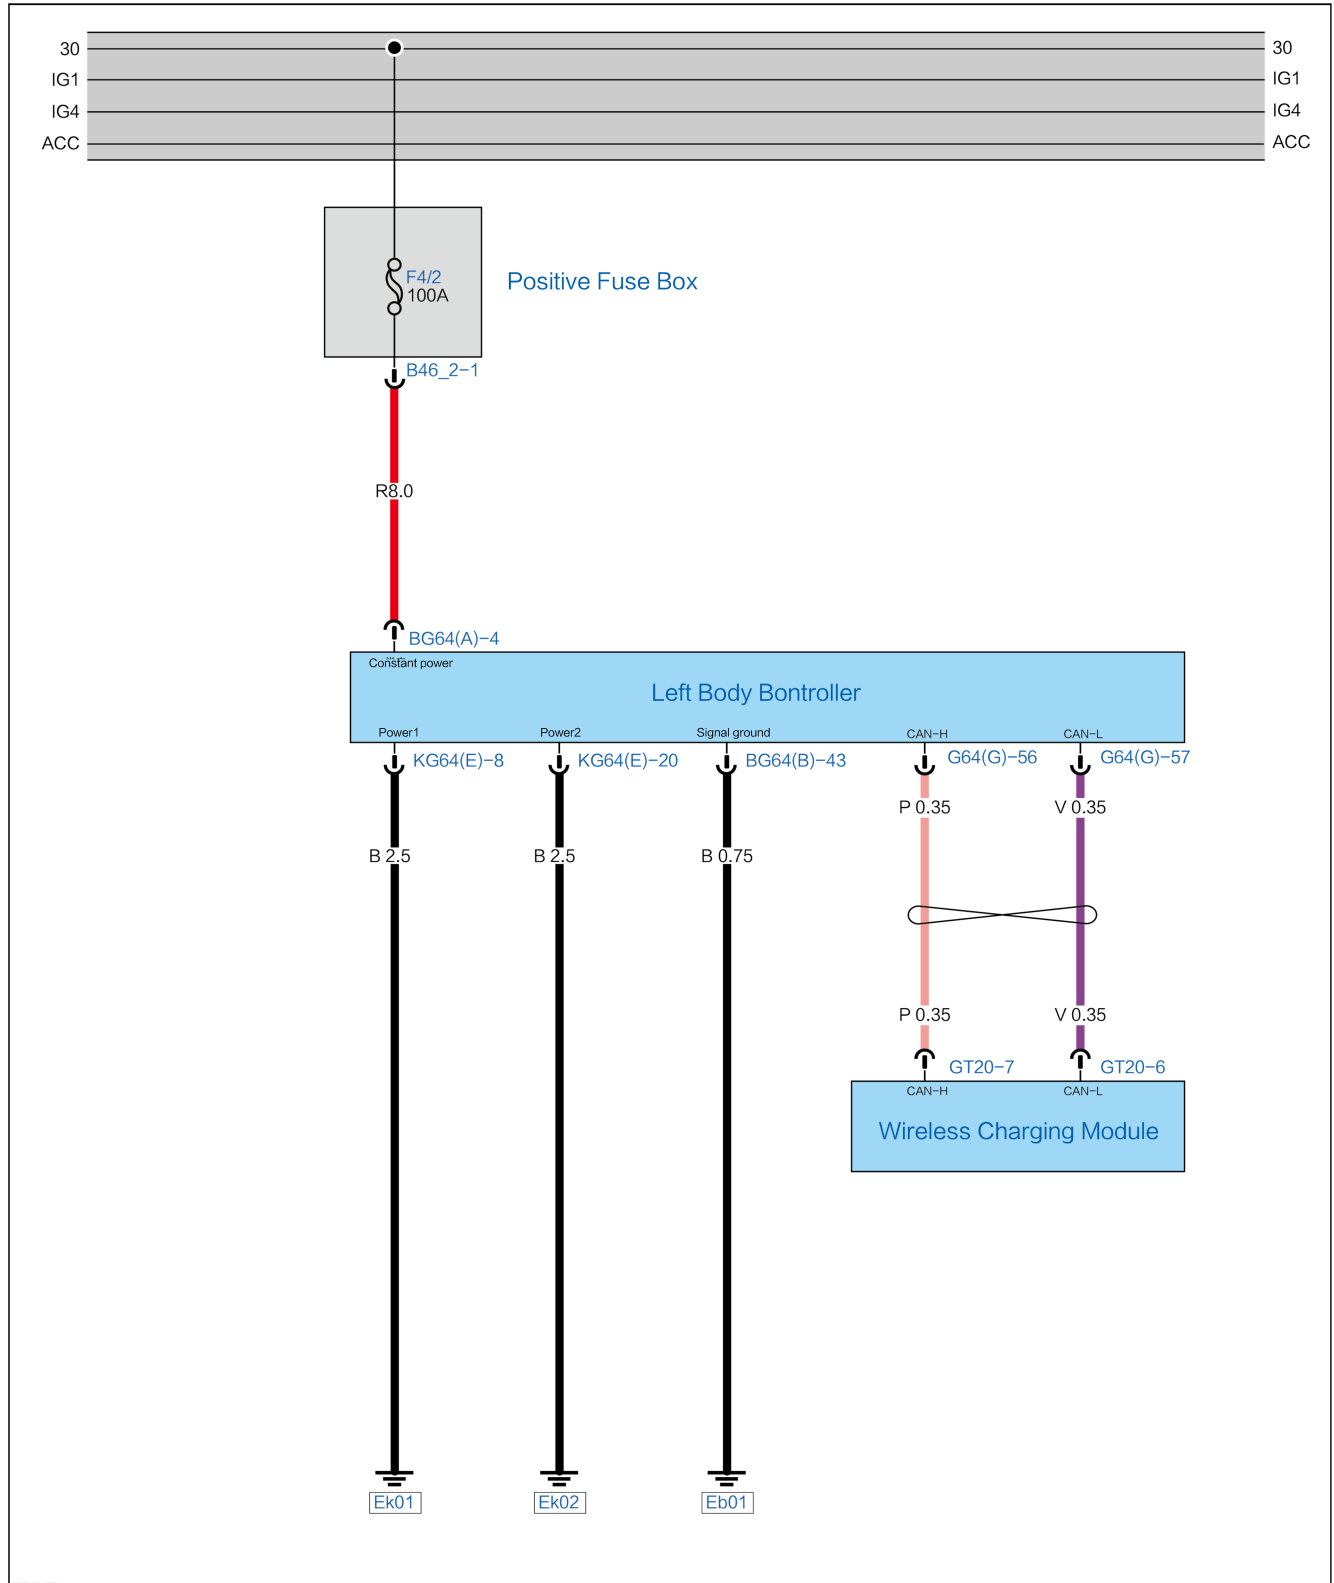 30 30
IG1 IG1
IG4 IG4
ACC ACC
F4/2
100A
Positive Fuse Box
B46_2-1
R8.0
BG64(A)-4
Constant power
Left Body Bontroller
Power1 Power2 Signal ground CAN-H CAN-L
KG64(E)-8 KG64(E)-20 BG64(B)-43 G64(G)-56 G64(G)-57
P 0.35 V 0.35
B 2.5 B 2.5 B 0.75
P 0.35 V 0.35
GT20-7 GT20-6
CAN-H CAN-L
Wireless Charging Module
Ek01 Ek02 Eb01